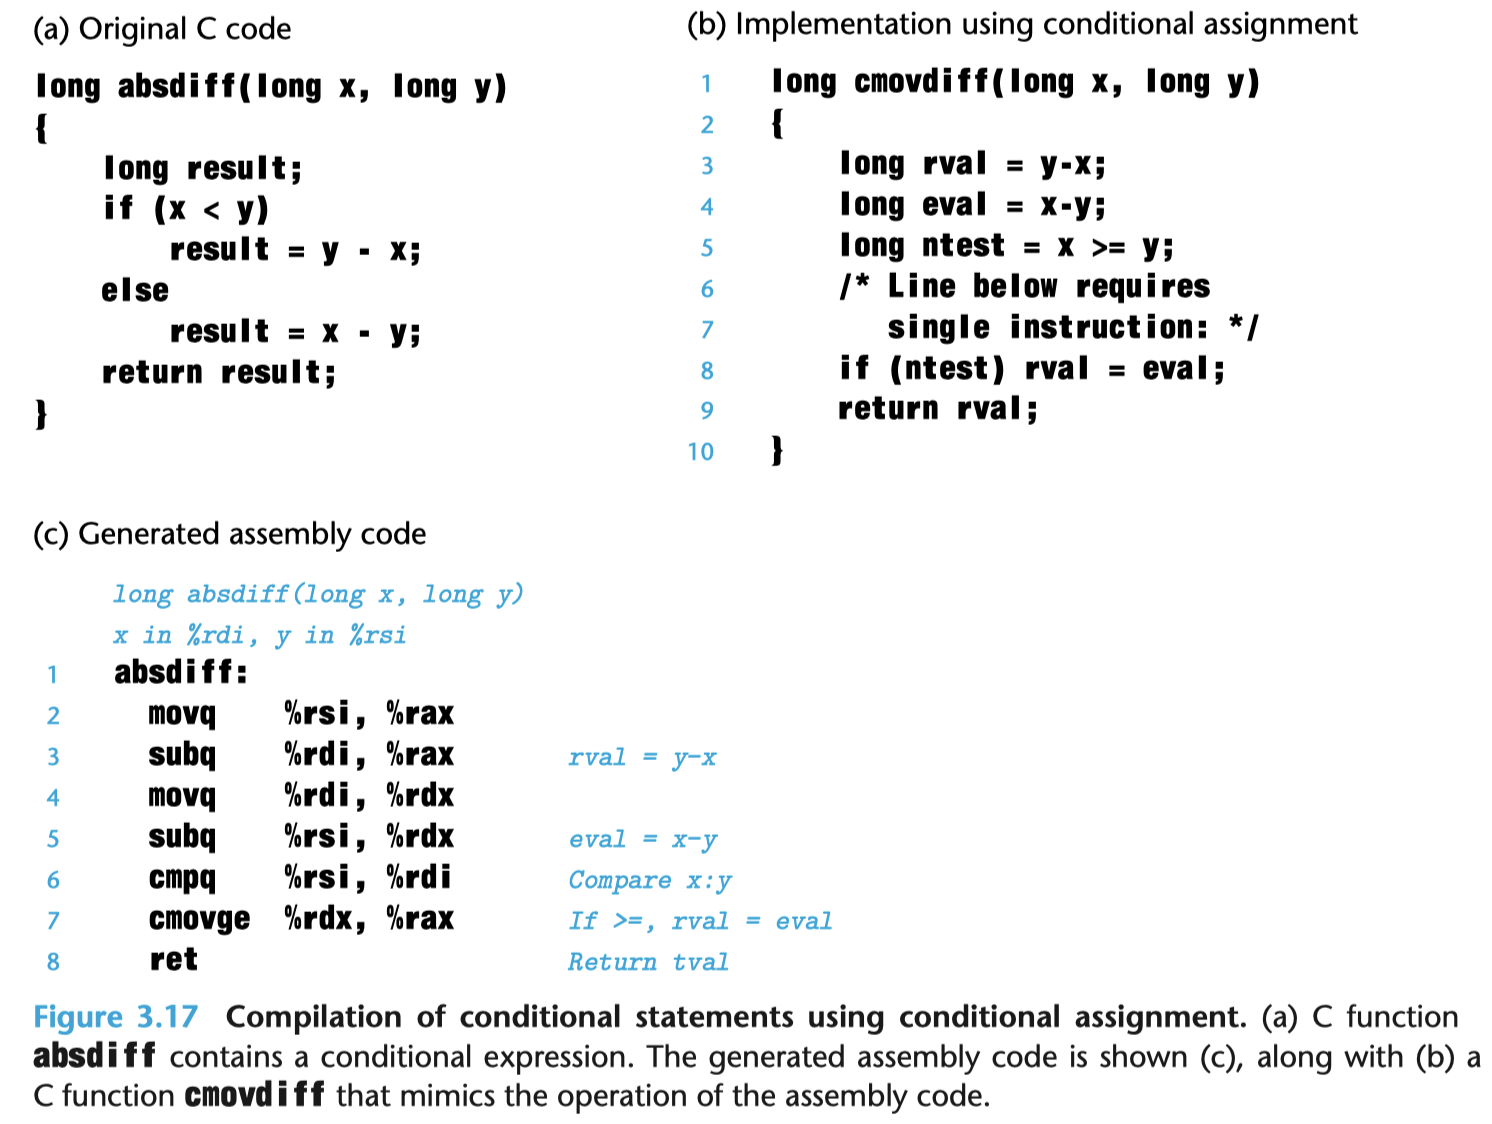 (a) Original C code
long absdiff(long x, long y)
{
    long result;
    if (x < y)
        result = y - x;
    else
        result = x - y;
    return result;
}
(b) Implementation using conditional assignment
1 long cmovdiff(long x, long y)
2 {
3     long rval = y-x;
4     long eval = x-y;
5     long ntest = x >= y;
6     /* Line below requires
7        single instruction: */
8     if (ntest) rval = eval;
9     return rval;
10 }
(c) Generated assembly code
long absdiff(long x, long y)
x in %rdi, y in %rsi
1 absdiff:
2   movq    %rsi, %rax
3   subq    %rdi, %rax    rval = y-x
4   movq    %rdi, %rdx
5   subq    %rsi, %rdx    eval = x-y
6   cmpq    %rsi, %rdi    Compare x:y
7   cmovge  %rdx, %rax    If >=, rval = eval
8   ret    Return tval
Figure 3.17 Compilation of conditional statements using conditional assignment. (a) C function
absdiff contains a conditional expression. The generated assembly code is shown (c), along with (b) a
C function cmovdiff that mimics the operation of the assembly code.